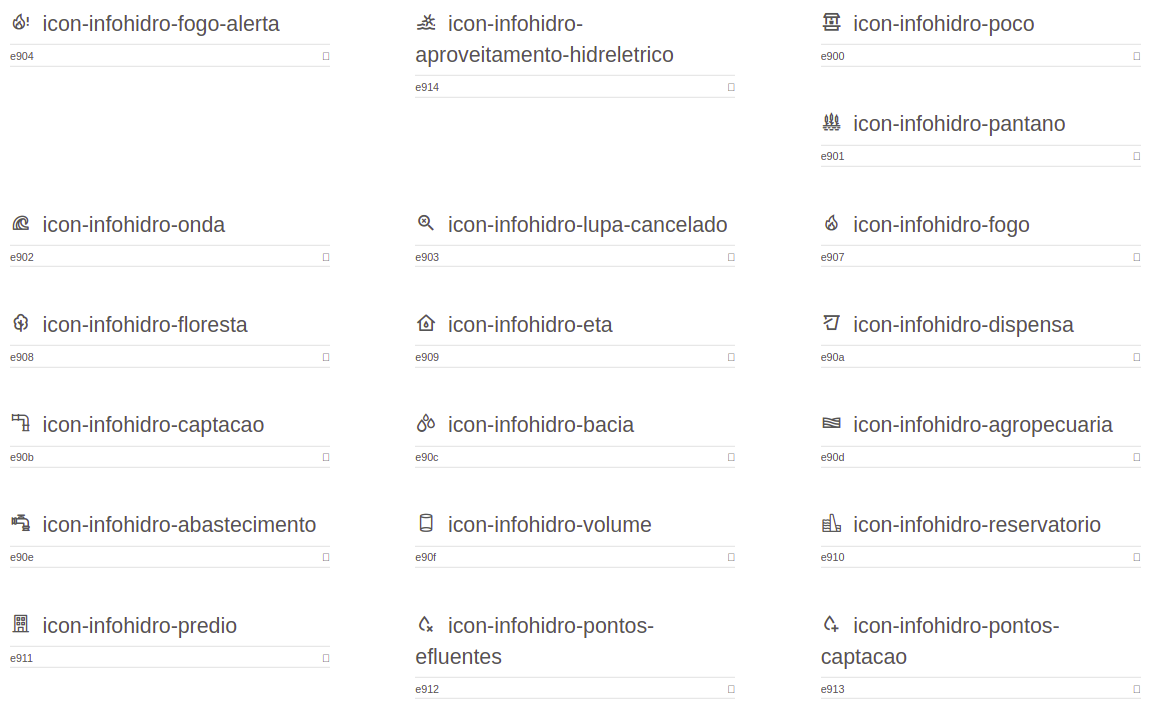 icon-infohidro-fogo-alerta
e904
icon-infohidro-
aproveitamento-hidreletrico
e914
icon-infohidro-poco
e900
icon-infohidro-pantano
e901
icon-infohidro-onda
e902
icon-infohidro-lupa-cancelado
e903
icon-infohidro-fogo
e907
icon-infohidro-floresta
e908
icon-infohidro-eta
e909
icon-infohidro-dispensa
e90a
icon-infohidro-captacao
e90b
icon-infohidro-bacia
e90c
icon-infohidro-agropecuaria
e90d
icon-infohidro-abastecimento
e90e
icon-infohidro-volume
e90f
icon-infohidro-reservatorio
e910
icon-infohidro-predio
e911
icon-infohidro-pontos-
efluentes
e912
icon-infohidro-pontos-
captacao
e913